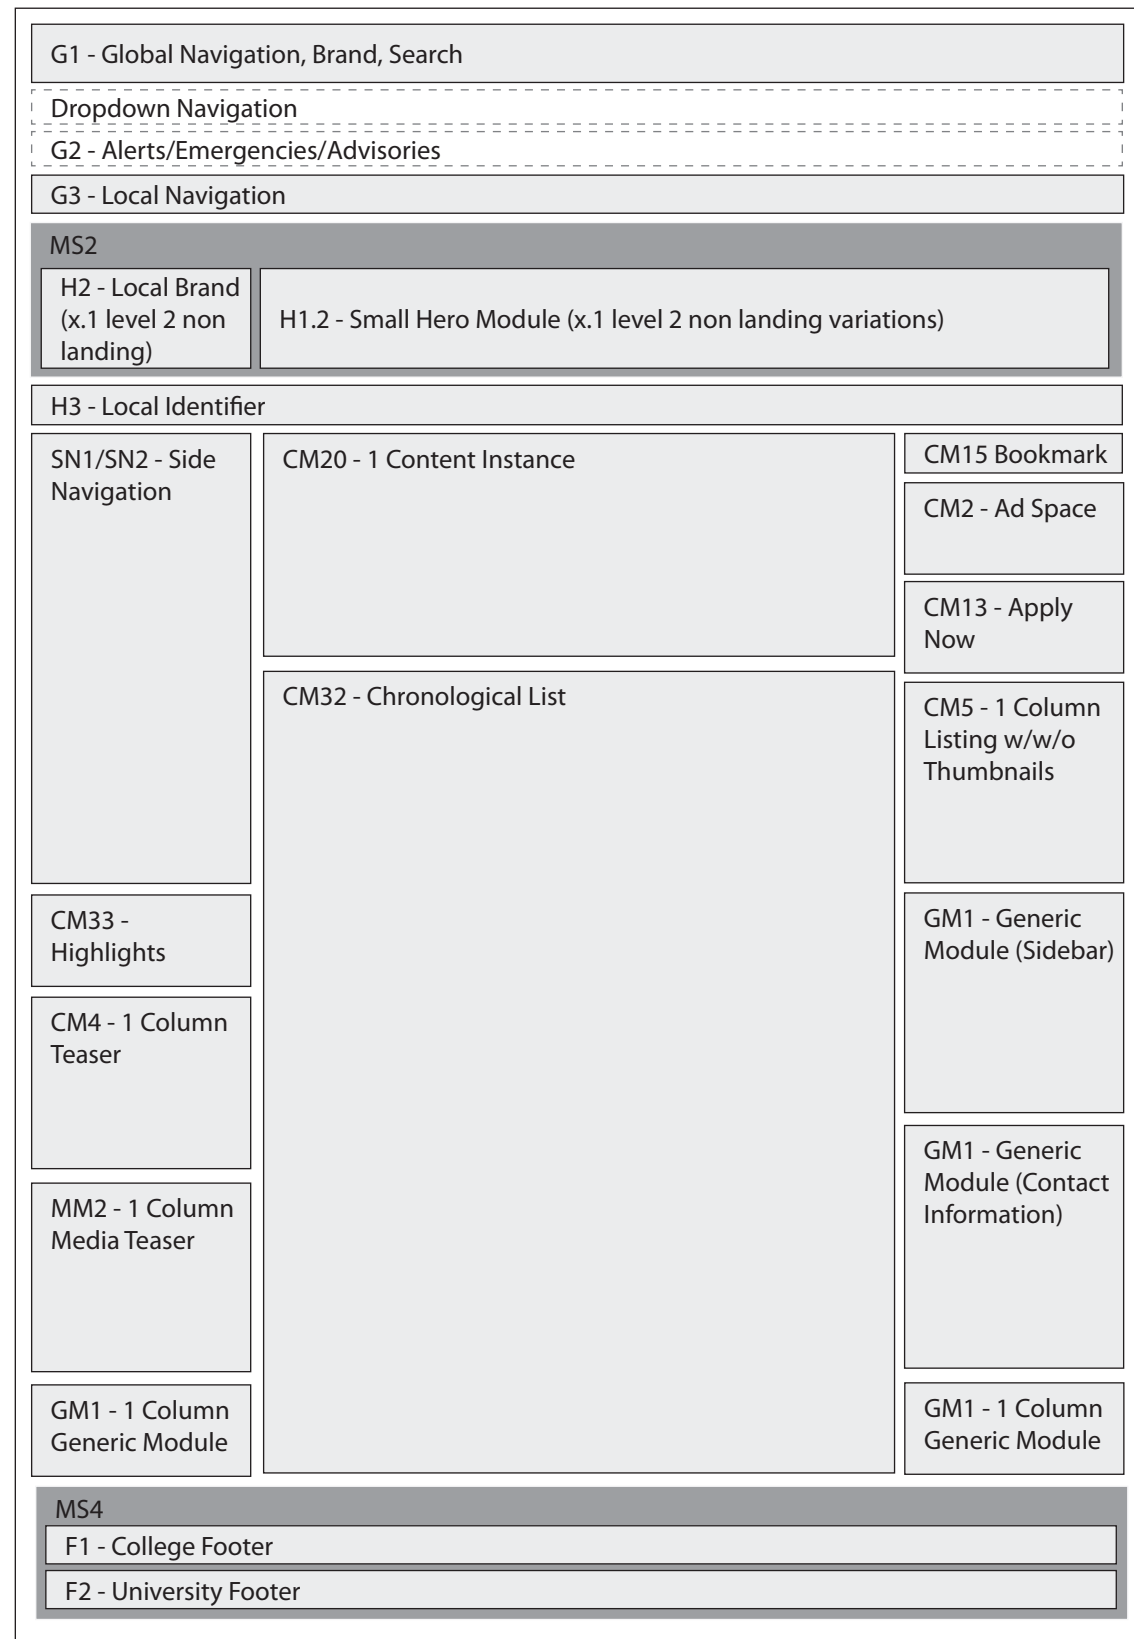 G1 - Global Navigation, Brand, Search
Dropdown Navigation
G2 - Alerts/Emergencies/Advisories
G3 - Local Navigation
MS2
H2 - Local Brand
(x.1 level 2 non
landing)
H1.2 - Small Hero Module (x.1 level 2 non landing variations)
H3 - Local Identifier
SN1/SN2 - Side
Navigation
CM33 -
Highlights
CM4 - 1 Column
Teaser
MM2 - 1 Column
Media Teaser
GM1 - 1 Column
Generic Module
CM20 - 1 Content Instance
CM32 - Chronological List
CM15 Bookmark
CM2 - Ad Space
CM13 - Apply
Now
CM5 - 1 Column
Listing w/w/o
Thumbnails
GM1 - Generic
Module (Sidebar)
GM1 - Generic
Module (Contact
Information)
GM1 - 1 Column
Generic Module
MS4
F1 - College Footer
F2 - University Footer